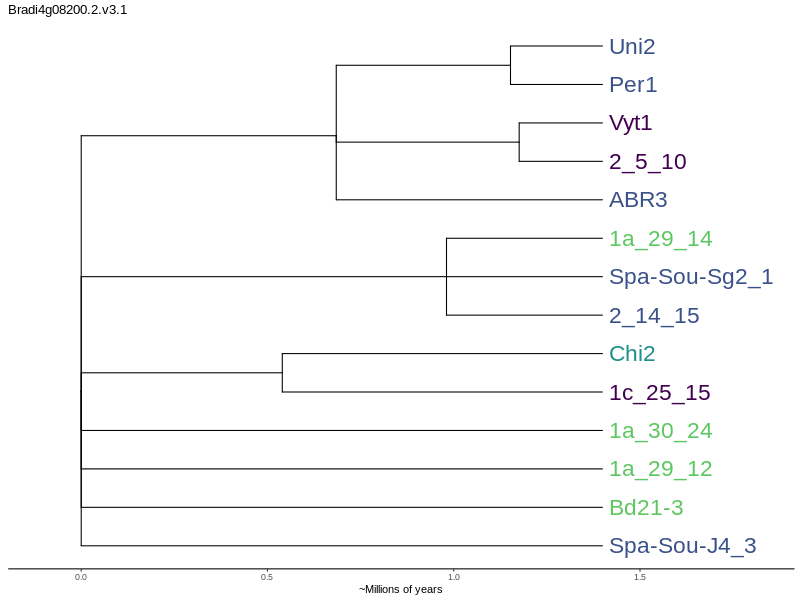 Bradi4g08200.2.v3.1
Uni2
Per1
Vyt1
2_5_10
ABR3
1a_29_14
Spa-Sou-Sg2_1
2_14_15
Chi2
1c_25_15
1a_30_24
1a_29_12
Bd21-3
Spa-Sou-J4_3
0.0 0.5 1.0 1.5
~Millions of years